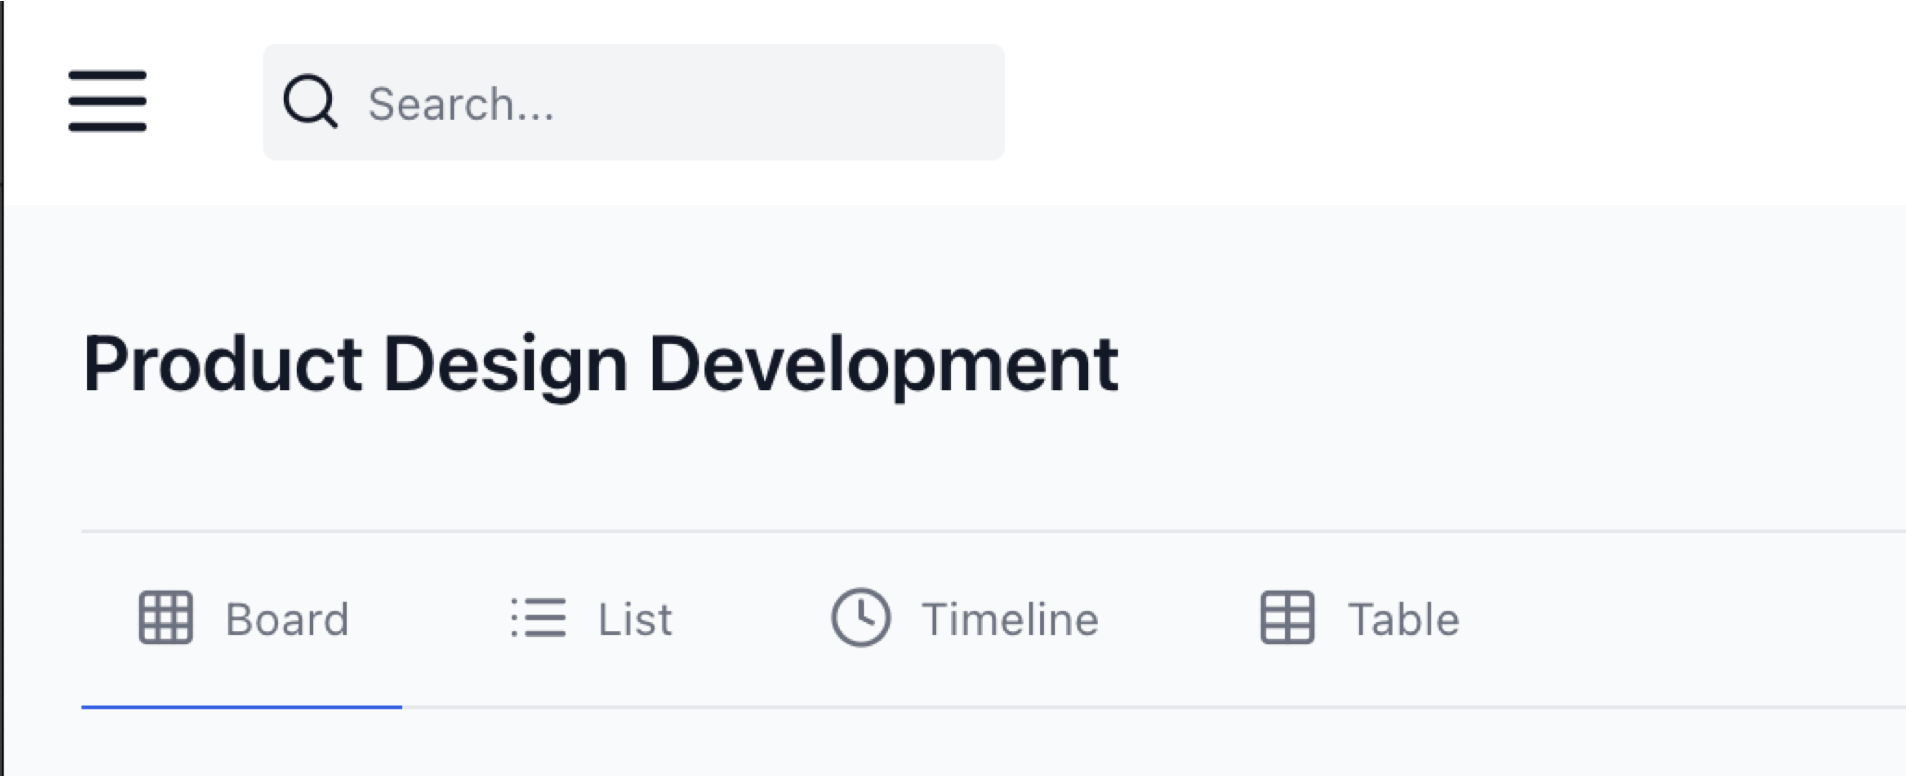 Search...
Product Design Development
Board List Timeline Table